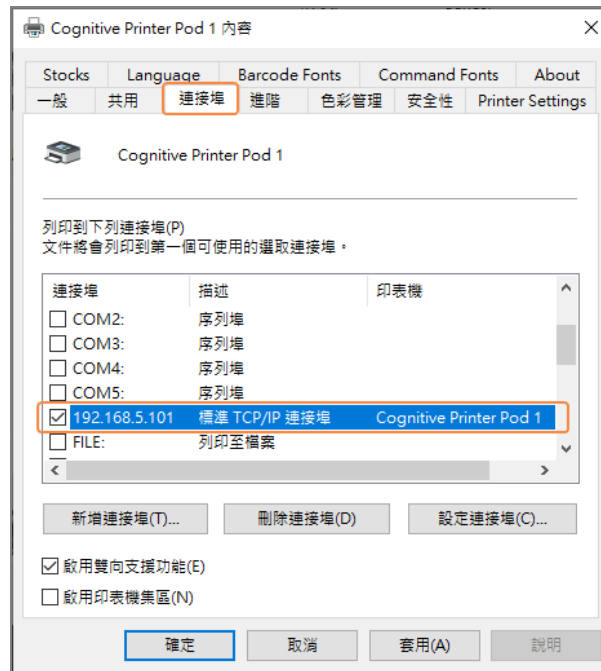 Cognitive Printer Pod 1 內容
Stocks Language Barcode Fonts Command Fonts About
一般 共用 連接埠 進階 色彩管理 安全性 Printer Settings
Cognitive Printer Pod 1
列印到下列連接埠(P)
文件將會列印到第一個可使用的選取連接埠。
連接埠 描述 印表機
COM2: 序列埠
COM3: 序列埠
COM4: 序列埠
COM5: 序列埠
192.168.5.101 標準 TCP/IP 連接埠 Cognitive Printer Pod 1
FILE: 列印至檔案
新增連接埠(T)... 刪除連接埠(D) 設定連接埠(C)...
啟用雙向支援功能(E)
啟用印表機集區(N)
確定 取消 套用(A) 說明